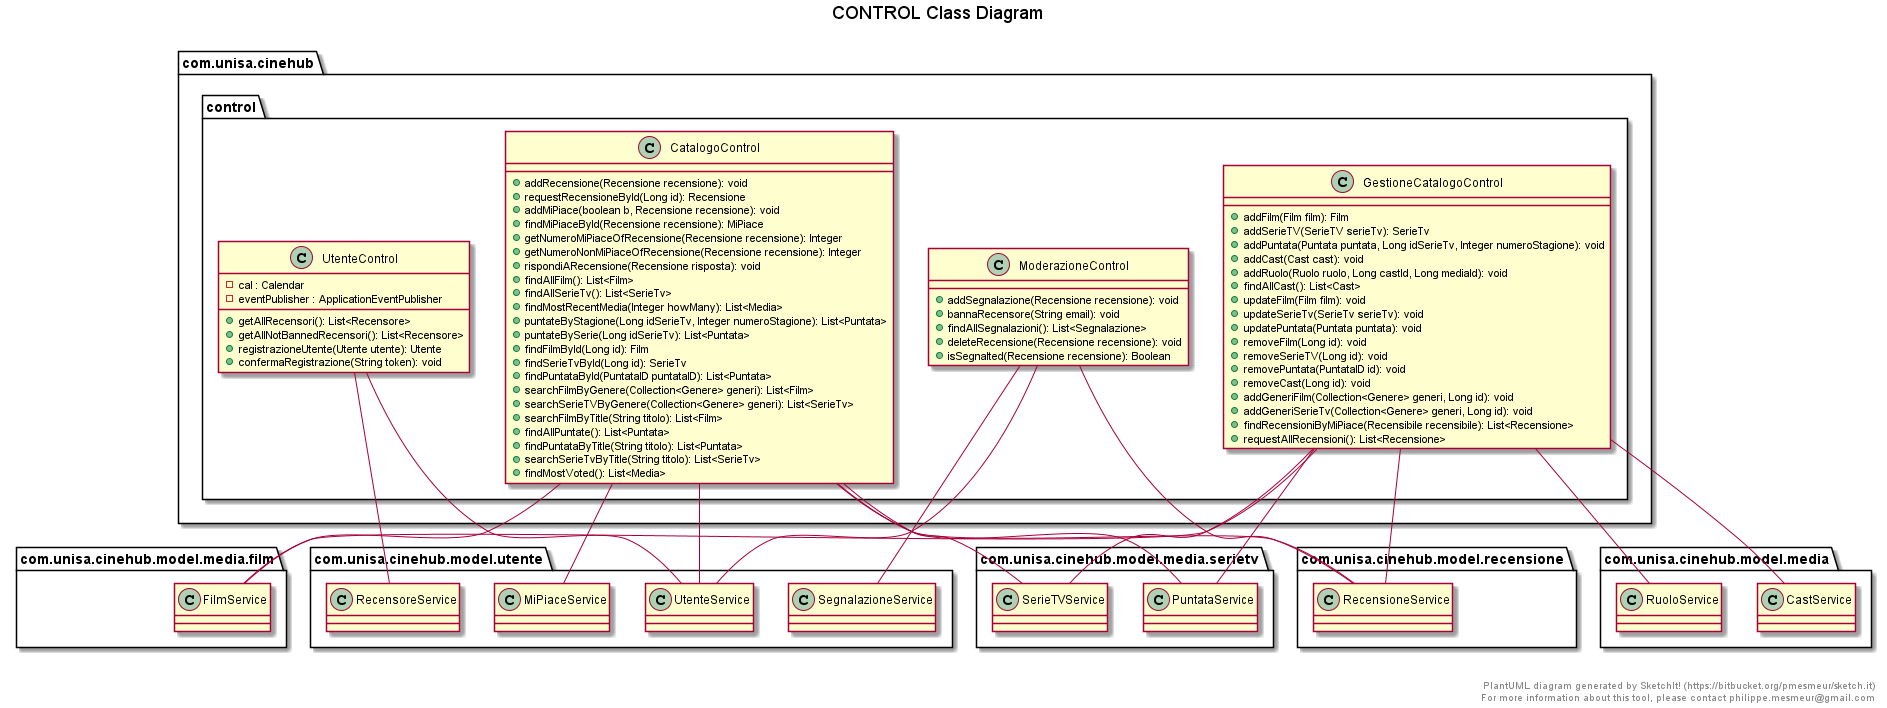 CONTROL Class Diagram
com.unisa.cinehub
control
C UtenteControl
cal : Calendar
eventPublisher : ApplicationEventPublisher
getAllRecensori(): List<Recensore>
getAllNotBannedRecensori(): List<Recensore>
registrazioneUtente(Utente utente): Utente
confermaRegistrazione(String token): void
C CatalogoControl
addRecensione(Recensione recensione): void
requestRecensioneById(Long id): Recensione
addMiPiace(boolean b, Recensione recensione): void
findMiPiaceById(Recensione recensione): MiPiace
getNumeroMiPiaceOfRecensione(Recensione recensione): Integer
getNumeroNonMiPiaceOfRecensione(Recensione recensione): Integer
rispondiARecensione(Recensione risposta): void
findAllFilm(): List<Film>
findAllSerieTv(): List<SerieTv>
findMostRecentMedia(Integer howMany): List<Media>
puntateByStagione(Long idSerieTv, Integer numeroStagione): List<Puntata>
puntateBySerie(Long idSerieTv): List<Puntata>
findFilmById(Long id): Film
findSerieTvById(Long id): SerieTv
findPuntataById(PuntataID puntataID): List<Puntata>
searchFilmByGenere(Collection<Genere> generi): List<Film>
searchSerieTVByGenere(Collection<Genere> generi): List<SerieTv>
searchFilmByTitle(String titolo): List<Film>
findAllPuntate(): List<Puntata>
findPuntataByTitle(String titolo): List<Puntata>
searchSerieTvByTitle(String titolo): List<SerieTv>
findMostVoted(): List<Media>
C ModerazioneControl
addSegnalazione(Recensione recensione): void
bannaRecensore(String email): void
findAllSegnalazioni(): List<Segnalazione>
deleteRecensione(Recensione recensione): void
isSegnalted(Recensione recensione): Boolean
C GestioneCatalogoControl
addFilm(Film film): Film
addSerieTV(SerieTV serieTv): SerieTv
addPuntata(Puntata puntata, Long idSerieTv, Integer numeroStagione): void
addCast(Cast cast): void
addRuolo(Ruolo ruolo, Long castId, Long mediaId): void
findAllCast(): List<Cast>
updateFilm(Film film): void
updateSerieTv(SerieTv serieTv): void
updatePuntata(Puntata puntata): void
removeFilm(Long id): void
removeSerieTV(Long id): void
removePuntata(PuntataID id): void
removeCast(Long id): void
addGeneriFilm(Collection<Genere> generi, Long id): void
addGeneriSerieTv(Collection<Genere> generi, Long id): void
findRecensioniByMiPiace(Recensibile recensibile): List<Recensione>
requestAllRecensioni(): List<Recensione>
com.unisa.cinehub.model.media.film
C FilmService
com.unisa.cinehub.model.utente
C RecensoreService
C MiPiaceService
C UtenteService
C SegnalazioneService
com.unisa.cinehub.model.media.serietv
C SerieTVService
C PuntataService
com.unisa.cinehub.model.recensione
C RecensioneService
com.unisa.cinehub.model.media
C RuoloService
C CastService
PlantUML diagram generated by SketchIt! (https://bitbucket.org/pmesmeur/sketch.it)
For more information about this tool, please contact philippe.mesmeur@gmail.com